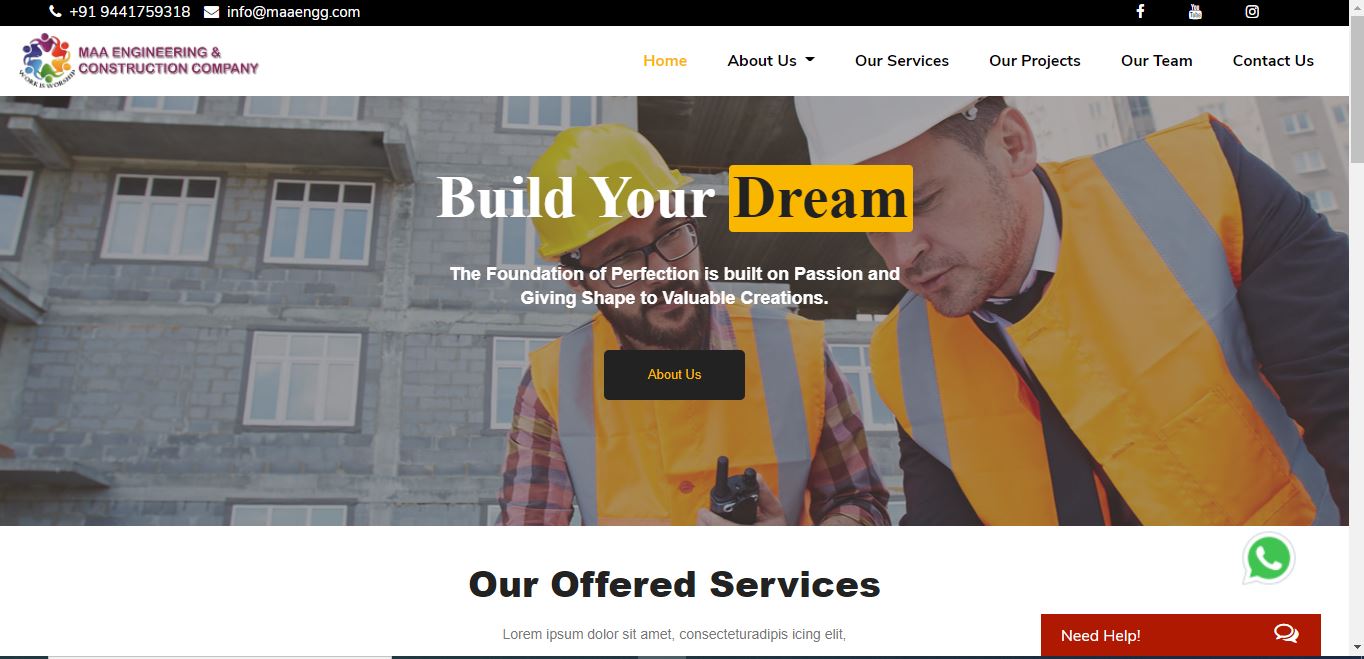 +91 9441759318 info@maaengg.com
You
Tube
MAA ENGINEERING &
CONSTRUCTION COMPANY
WORK IS WORSHIP
Home About Us Our Services Our Projects Our Team Contact Us
Build Your Dream
The Foundation of Perfection is built on Passion and
Giving Shape to Valuable Creations.
About Us
Our Offered Services
Lorem ipsum dolor sit amet, consecteturadipis icing elit,
Need Help!